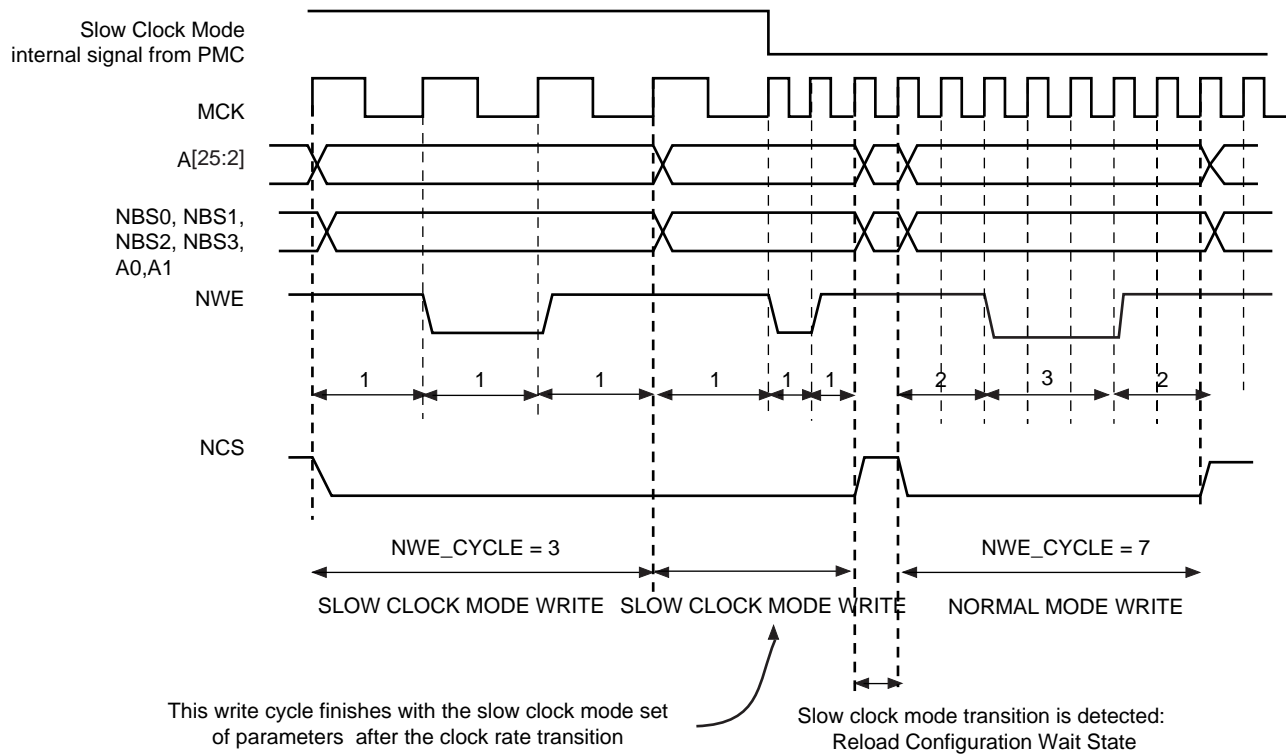 Slow Clock Mode
internal signal from PMC
MCK
A[25:2]
NBS0, NBS1,
NBS2, NBS3,
A0,A1
NWE
1 1 1 1 1 1 2 3 2
NCS
NWE_CYCLE = 3 NWE_CYCLE = 7
SLOW CLOCK MODE WRITE SLOW CLOCK MODE WRITE NORMAL MODE WRITE
This write cycle finishes with the slow clock mode set
of parameters after the clock rate transition
Slow clock mode transition is detected:
Reload Configuration Wait State